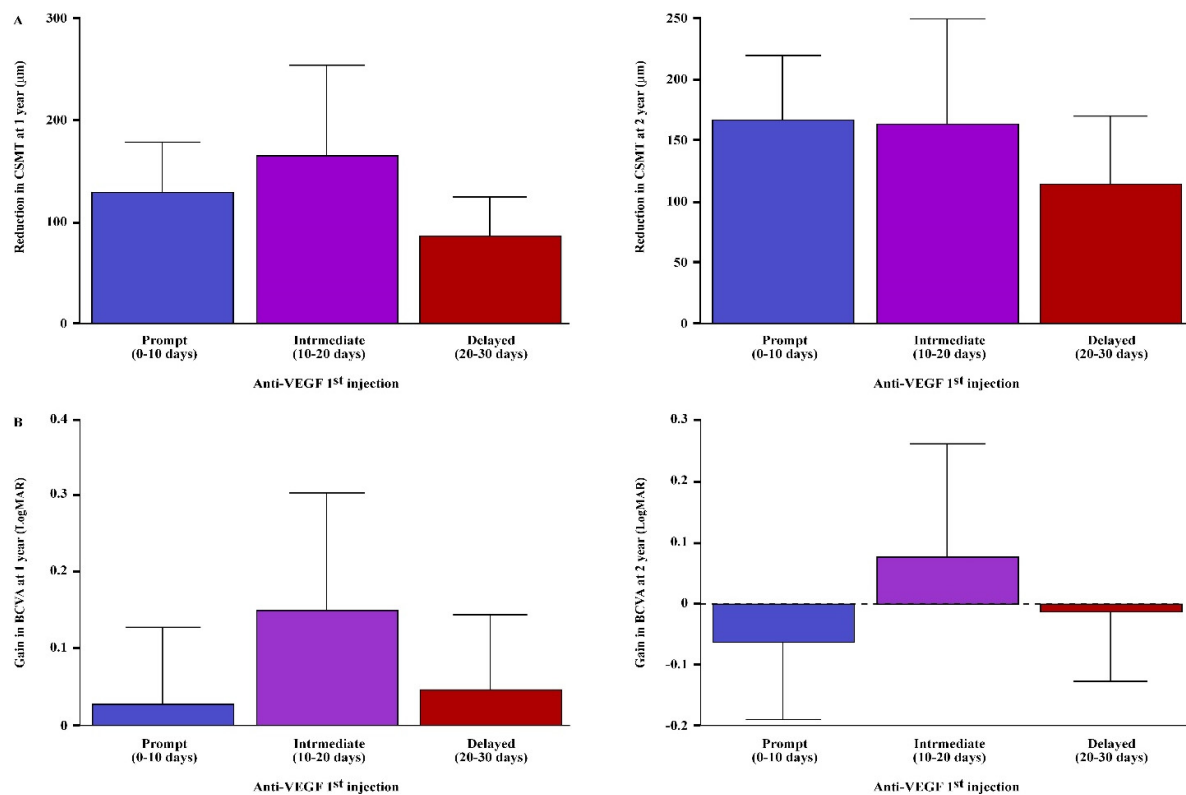 A
Reduction in CSMT at 1 year (μm)
300
200
100
0
Prompt
(0-10 days)
Intrmediate
(10-20 days)
Delayed
(20-30 days)
Anti-VEGF 1st injection
Reduction in CSMT at 2 year (μm)
250
200
150
100
50
0
Prompt
(0-10 days)
Intrmediate
(10-20 days)
Delayed
(20-30 days)
Anti-VEGF 1st injection
B
Gain in BCVA at 1 year (LogMAR)
0.4
0.3
0.2
0.1
0
Prompt
(0-10 days)
Intrmediate
(10-20 days)
Delayed
(20-30 days)
Anti-VEGF 1st injection
Gain in BCVA at 2 year (LogMAR)
0.3
0.2
0.1
0
-0.1
-0.2
Prompt
(0-10 days)
Intrmediate
(10-20 days)
Delayed
(20-30 days)
Anti-VEGF 1st injection